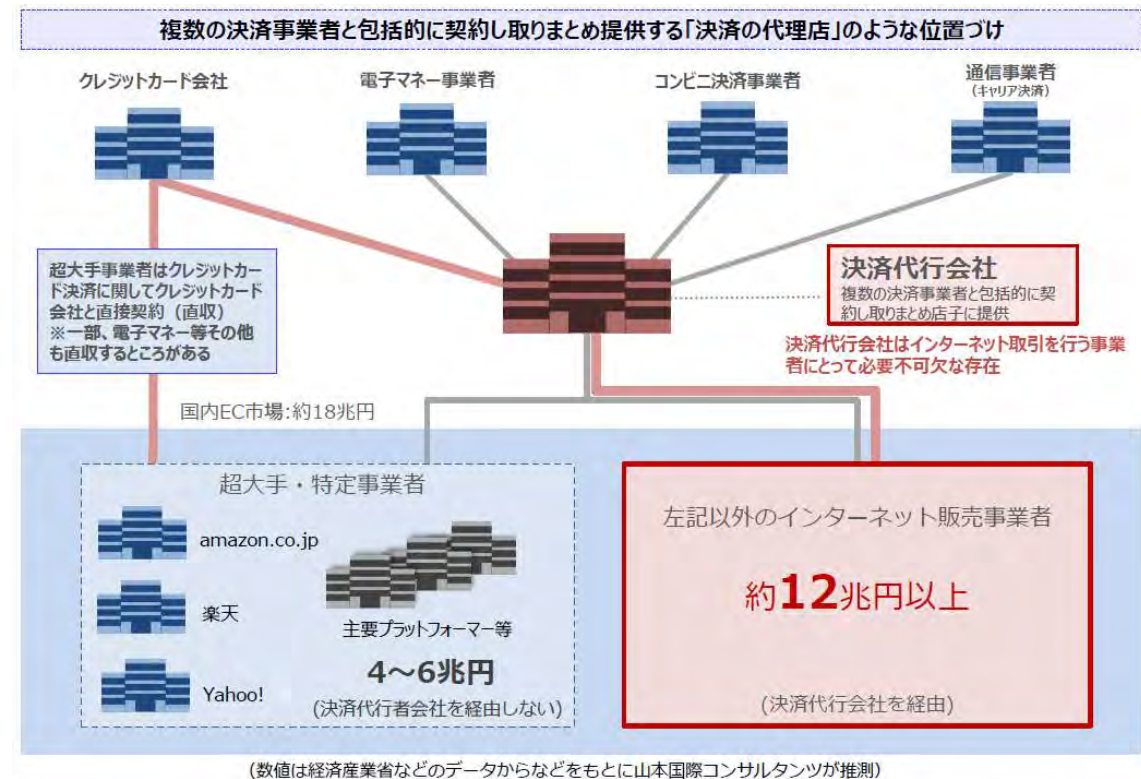 複数の決済事業者と包括的に契約し取りまとめ提供する「決済の代理店」のような位置づけ
クレジットカード会社
電子マネー事業者
コンビニ決済事業者
通信事業者
(キャリア決済)
超大手事業者はクレジットカー
ド決済に関してクレジットカード
会社と直接契約（直収）
※一部、電子マネー等その他
も直収するところがある
決済代行会社
複数の決済事業者と包括的に契
約し取りまとめ店子に提供
決済代行会社はインターネット取引を行う事業
者にとって必要不可欠な存在
国内EC市場:約18兆円
超大手・特定事業者
amazon.co.jp
楽天
Yahoo!
主要プラットフォーマー等
4～6兆円
(決済代行者会社を経由しない)
左記以外のインターネット販売事業者
約12兆円以上
(決済代行会社を経由)
(数値は経済産業省などのデータからなどをもとに山本国際コンサルタンツが推測)